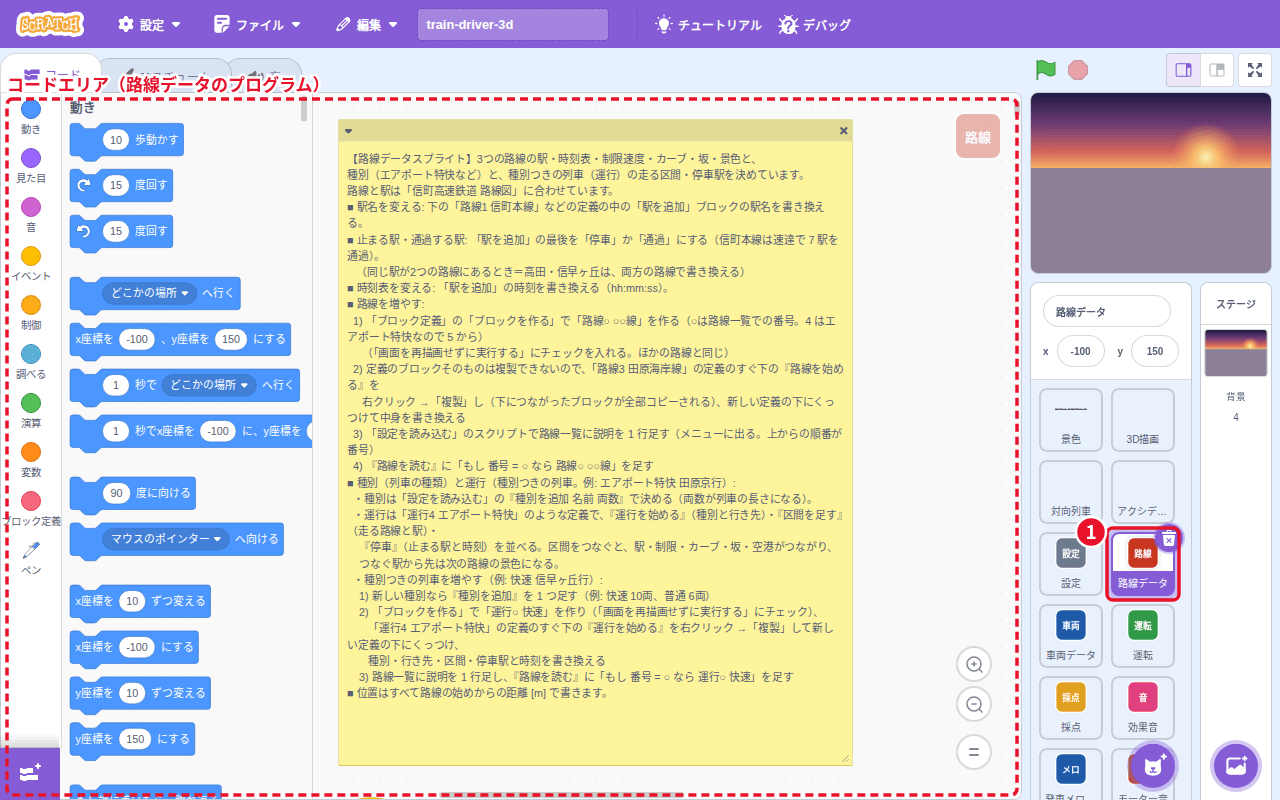 SCRATCH
設定
ファイル
編集
train-driver-3d
チュートリアル
デバッグ
コード
コードエリア（路線データのプログラム）
動き
見た目
音
イベント
制御
調べる
演算
変数
ブロック定義
ペン
動き
10 歩動かす
15 度回す
15 度回す
どこかの場所 へ行く
x座標を -100 、y座標を 150 にする
1 秒で どこかの場所 へ行く
1 秒でx座標を -100 に、y座標を
90 度に向ける
マウスのポインター へ向ける
x座標を 10 ずつ変える
x座標を -100 にする
y座標を 10 ずつ変える
y座標を 150 にする
路線
【路線データスプライト】3つの路線の駅・時刻表・制限速度・カーブ・坂・景色と、
種別（エアポート特快など）と、種別つきの列車（運行）の走る区間・停車駅を決めています。
路線と駅は「信町高速鉄道 路線図」に合わせています。
■ 駅名を変える: 下の「路線1 信町本線」などの定義の中の「駅を追加」ブロックの駅名を書き換え
る。
■ 止まる駅・通過する駅: 「駅を追加」の最後を「停車」か「通過」にする（信町本線は速達で 7 駅を
通過）。
（同じ駅が2つの路線にあるとき＝高田・信早ヶ丘は、両方の路線で書き換える）
■ 時刻表を変える: 「駅を追加」の時刻を書き換える（hh:mm:ss）。
■ 路線を増やす:
1) 「ブロック定義」の「ブロックを作る」で「路線○ ○○線」を作る（○は路線一覧での番号。4 はエ
アポート特快なので 5 から）
（「画面を再描画せずに実行する」にチェックを入れる。ほかの路線と同じ）
2) 定義のブロックそのものは複製できないので、「路線3 田原海岸線」の定義のすぐ下の『路線を始め
る』を
右クリック →「複製」し（下につながったブロックが全部コピーされる）、新しい定義の下にくっ
つけて中身を書き換える
3) 「設定を読み込む」のスクリプトで路線一覧に説明を 1 行足す（メニューに出る。上からの順番が
番号）
4) 『路線を読む』に「もし 番号 = ○ なら 路線○ ○○線」を足す
■ 種別（列車の種類）と運行（種別つきの列車。例: エアポート特快 田原京行）:
・種別は「設定を読み込む」の『種別を追加 名前 両数』で決める（両数が列車の長さになる）。
・運行は「運行4 エアポート特快」のような定義で、『運行を始める』（種別と行き先）・『区間を足す』
（走る路線と駅）・
『停車』（止まる駅と時刻）を並べる。区間をつなぐと、駅・制限・カーブ・坂・空港がつながり、
つなぐ駅から先は次の路線の景色になる。
・種別つきの列車を増やす（例: 快速 信早ヶ丘行）:
1) 新しい種別なら『種別を追加』を 1 つ足す（例: 快速 10両、普通 6両）
2) 「ブロックを作る」で「運行○ 快速」を作り（「画面を再描画せずに実行する」にチェック）、
「運行4 エアポート特快」の定義のすぐ下の『運行を始める』を右クリック →「複製」して新し
い定義の下にくっつけ、
種別・行き先・区間・停車駅と時刻を書き換える
3) 路線一覧に説明を 1 行足し、『路線を読む』に「もし 番号 = ○ なら 運行○ 快速」を足す
■ 位置はすべて路線の始めからの距離 [m] で書きます。
路線データ
x -100 y 150
景色
3D描画
対向列車
アクシデ...
1
設定
設定
路線
路線データ
車両
車両データ
運転
運転
採点
採点
音
効果音
メロ
ステージ
背景
4